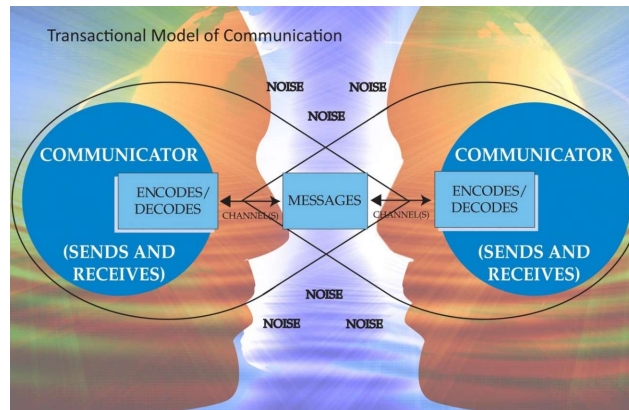 Transactional Model of Communication
NOISE NOISE
NOISE
COMMUNICATOR
ENCODES/
DECODES
(SENDS AND
RECEIVES)
CHANNEL(S)
MESSAGES
CHANNEL(S)
COMMUNICATOR
ENCODES/
DECODES
(SENDS AND
RECEIVES)
NOISE
NOISE NOISE